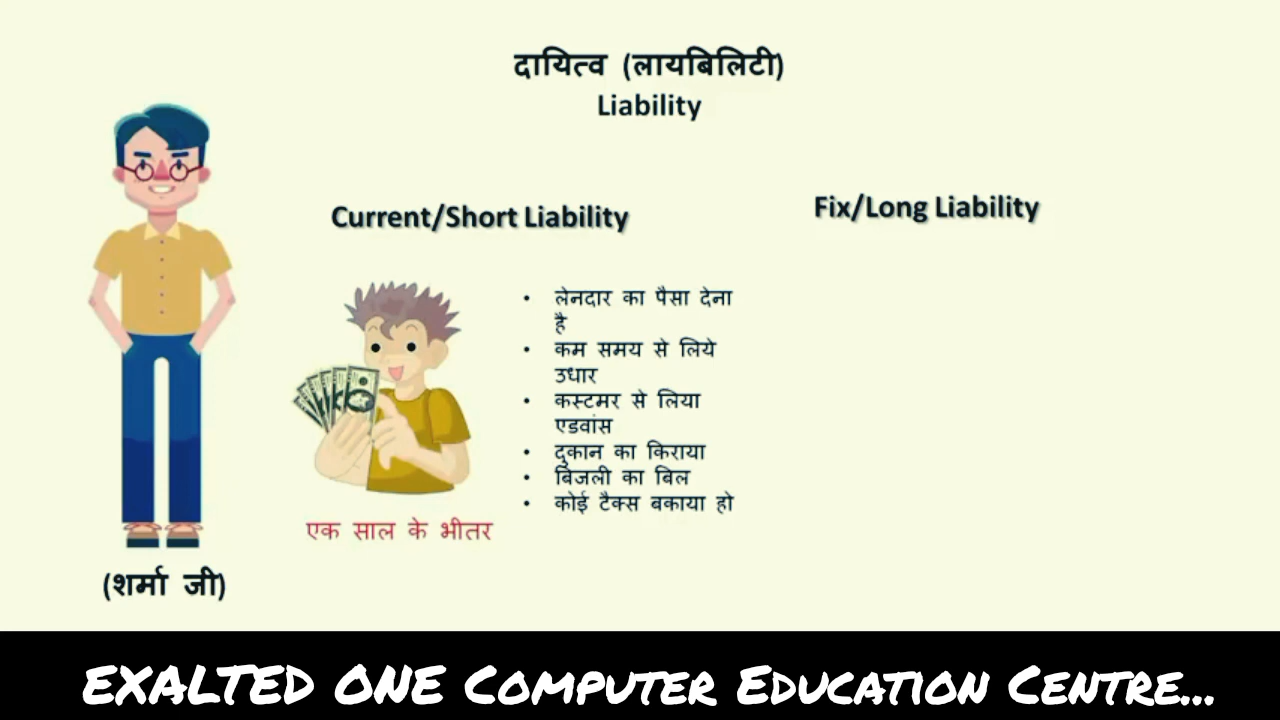 दायित्व (लायबिलिटी)
Liability
Current/Short Liability
Fix/Long Liability
• लेनदार का पैसा देना
है
• कम समय से लिये
उधार
• कस्टमर से लिया
एडवांस
• दुकान का किराया
• बिजली का बिल
• कोई टैक्स बकाया हो
एक साल के भीतर
(शर्मा जी)
EXALTED ONE COMPUTER EDUCATION CENTRE...